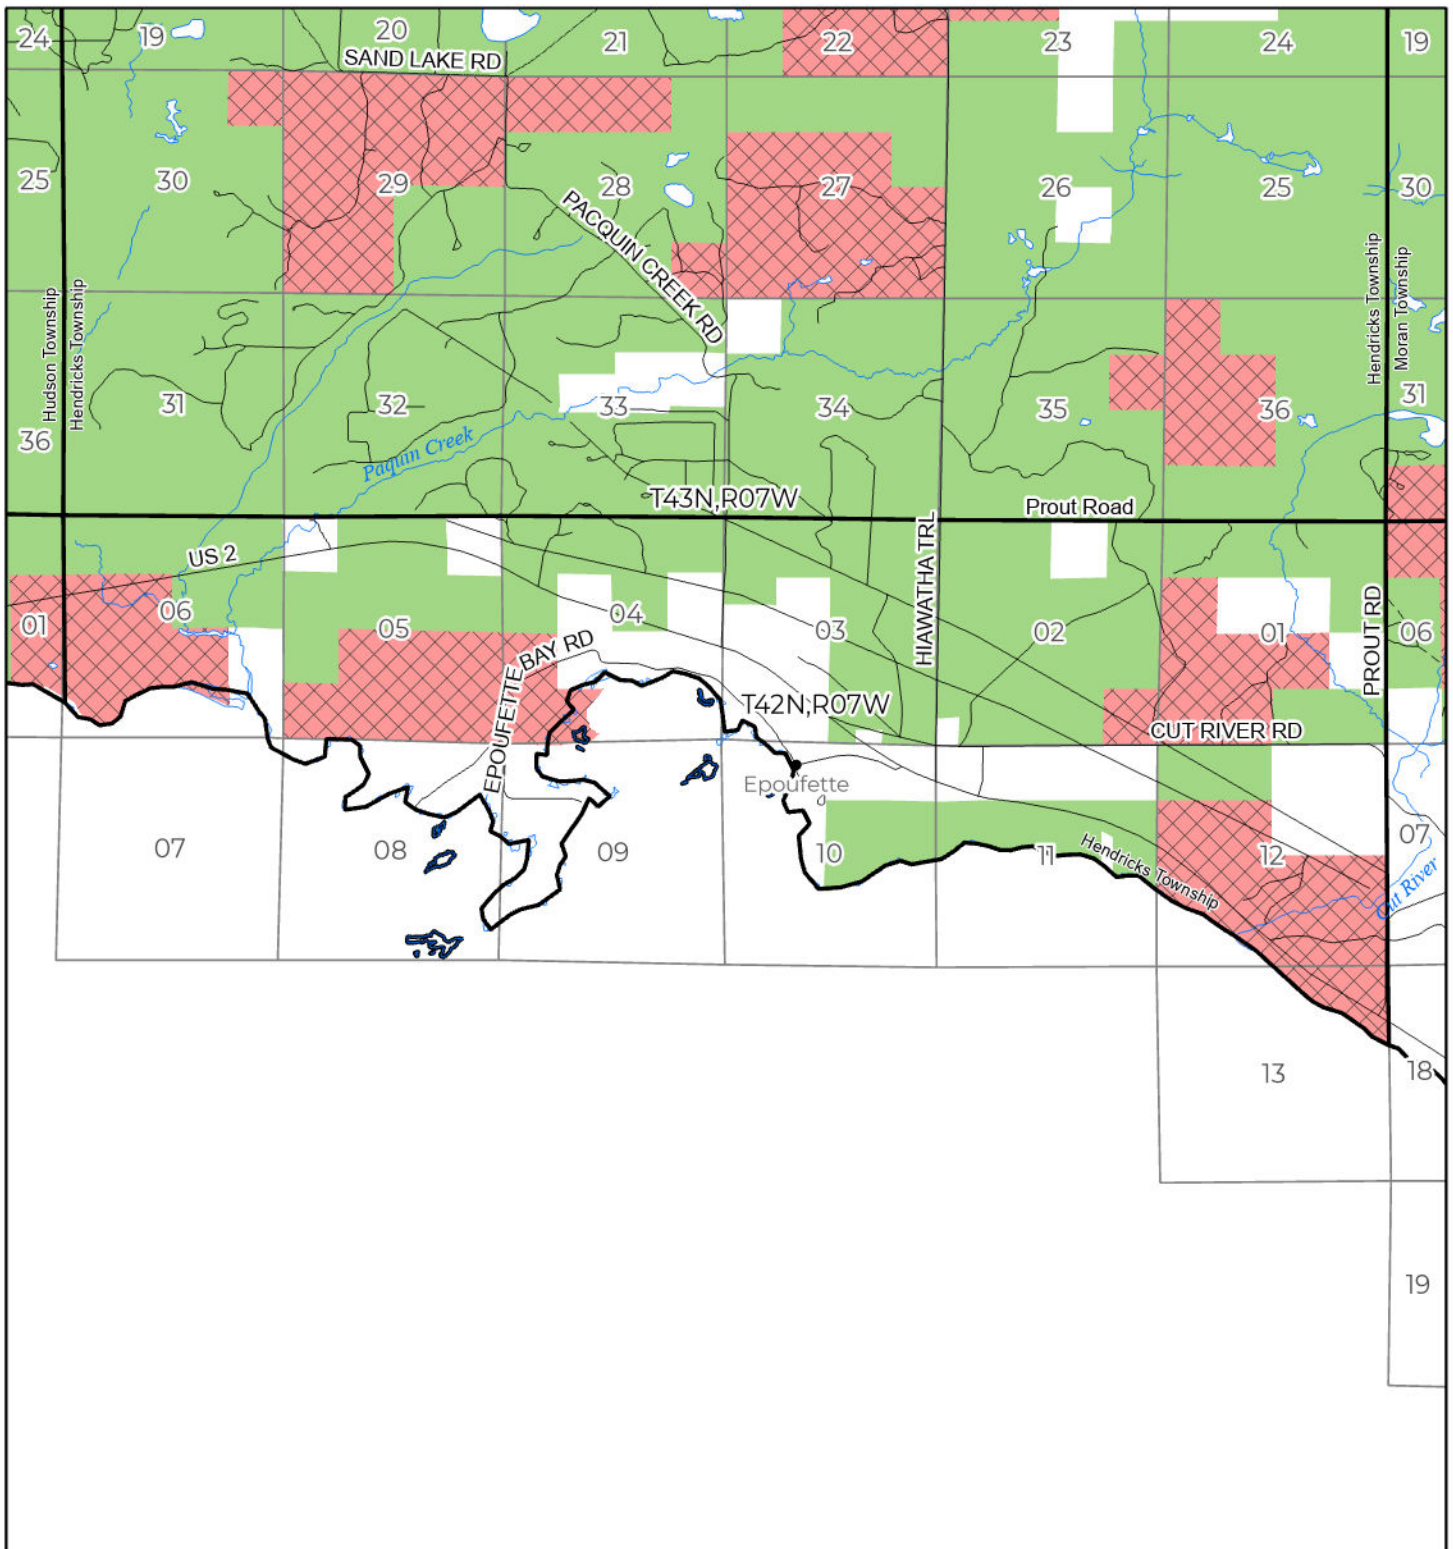 24
19
20
21
22
23
24
19
SAND LAKE RD
25
30
29
28
27
26
25
30
PACQUIN CREEK RD
Hudson Township
Hendricks Township
Hendricks Township
Moran Township
36
31
32
33
34
35
36
31
Paquin Creek
T43N,R07W
Prout Road
US 2
HIAWATHA TRL
PROUT RD
01
06
05
04
03
02
01
06
EPOUFETTE BAY RD
T42N,R07W
CUT RIVER RD
Epoufette
07
08
09
10
11
12
07
Hendricks Township
Cut River
13
18
19